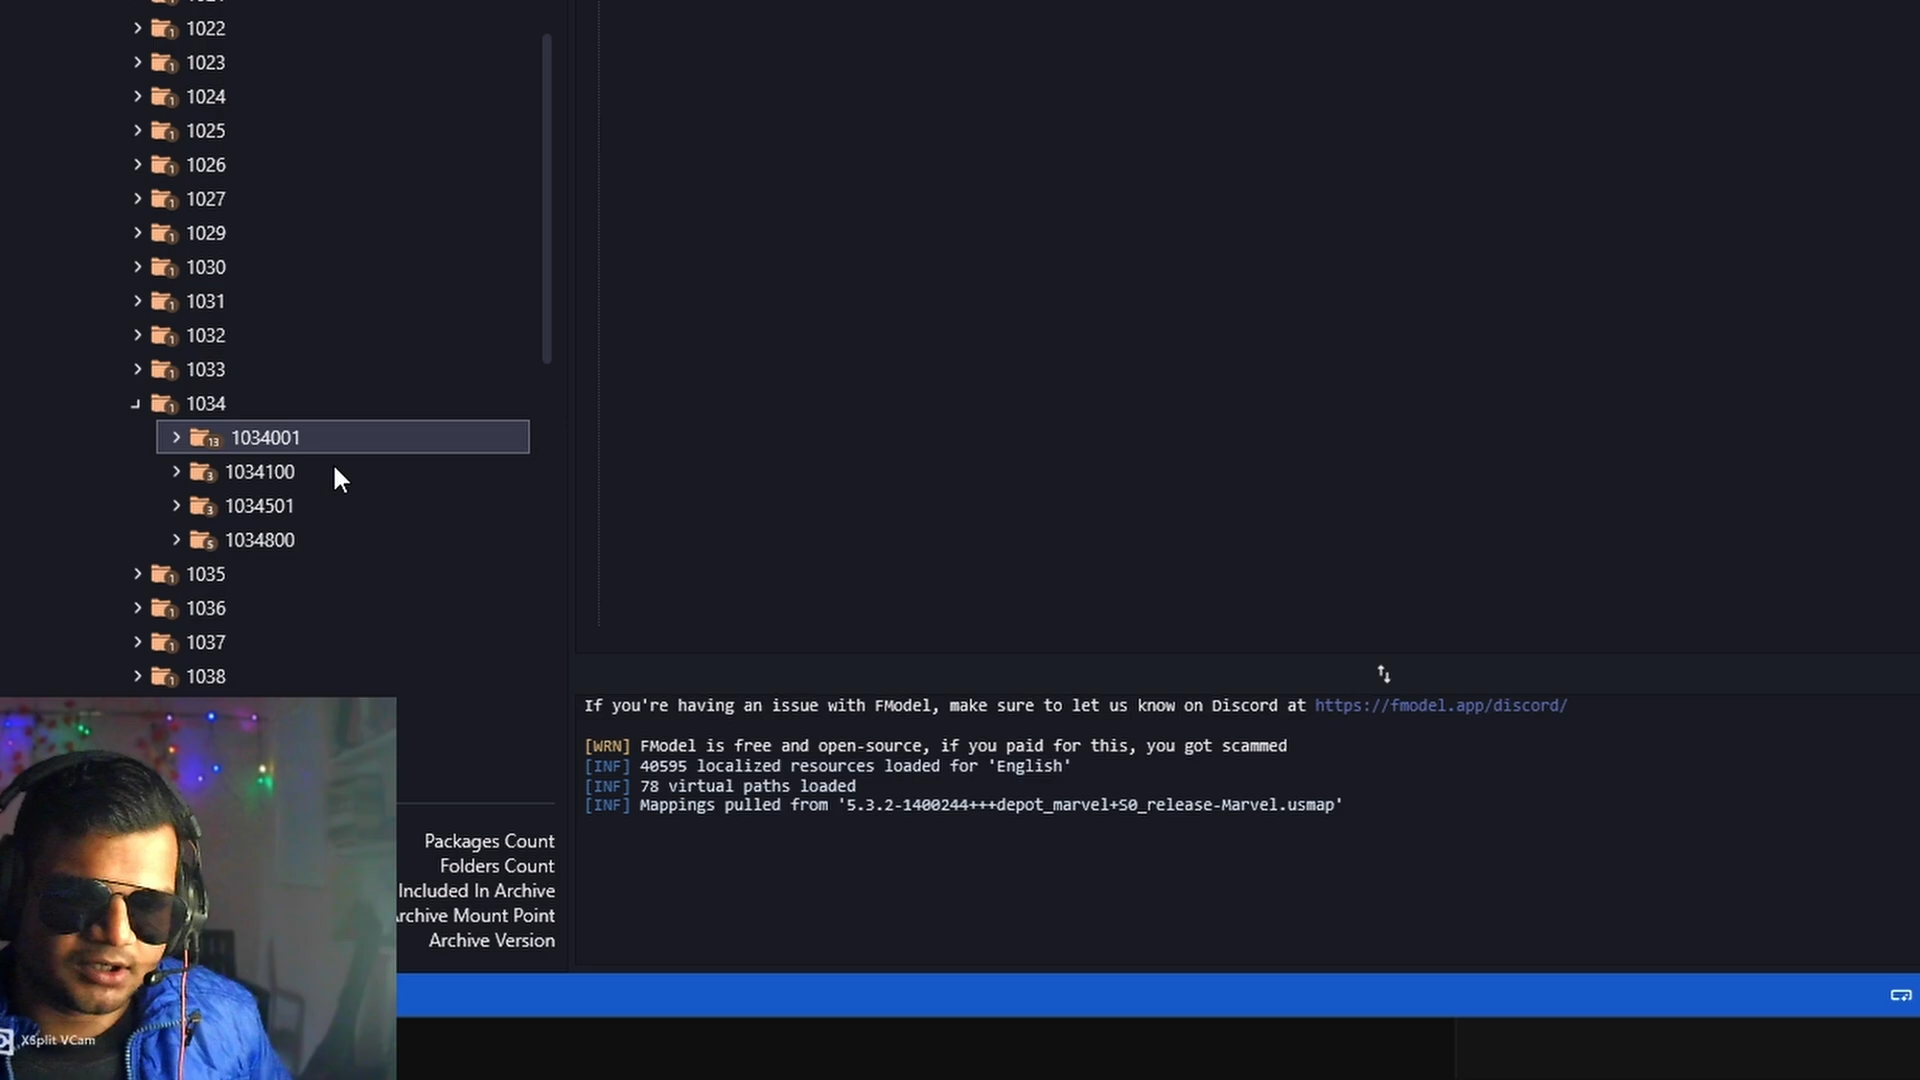 1022
1023
1024
1025
1026
1027
1029
1030
1031
1032
1033
1034
1034001
1034100
1034501
1034800
1035
1036
1037
1038
Packages Count
Folders Count
Included In Archive
Archive Mount Point
Archive Version
If you're having an issue with FModel, make sure to let us know on Discord at https://fmodel.app/discord/
[WRN] FModel is free and open-source, if you paid for this, you got scammed
[INF] 40595 localized resources loaded for 'English'
[INF] 78 virtual paths loaded
[INF] Mappings pulled from '5.3.2-1400244+++depot_marvel+S0_release-Marvel.usmap'
XSplit VCam